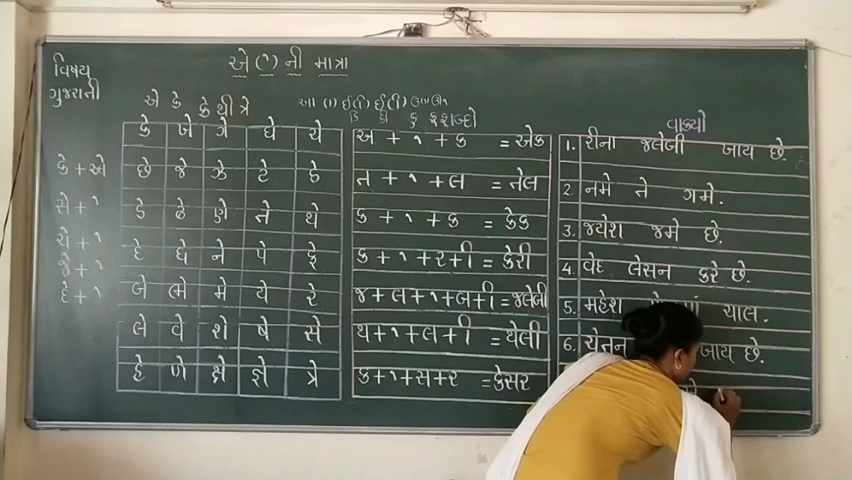 વિષય
ગુજરાતી
એ (ે) ની માત્રા
એ કે કે થી ત્રે
આ (ા) ઈ(િ) ઈ(ી)
શબ્દો
વાક્યો
કે + એ
સે + ે
યે + ે
જે + ે
દે + ે
કે ખે ગે ઘે ચે
છે જે ઝે ટે ઠે
ડે ઢે ણે તે થે
દે ધે ને પે ફે
બે ભે મે યે રે
લે વે શે ષે સે
હે ળે ક્ષે જ્ઞે ત્રે
અ + ે + ક = એક
ત + ે + લ = તેલ
ક + ે + ક = કેક
ક + ે + ર + ી = કેરી
જ + લ + ે + બ + ી = જલેબી
થ + ે + લ + ી = થેલી
ક + ે + સ + ર = કેસર
1. રીના જલેબી ખાય છે.
2. નમે તે ગમે.
3. જયેશ જમે છે.
4. વેદ લેસન કરે છે.
5. મહેશ ચાલ.
6. ચેતન જાય છે.